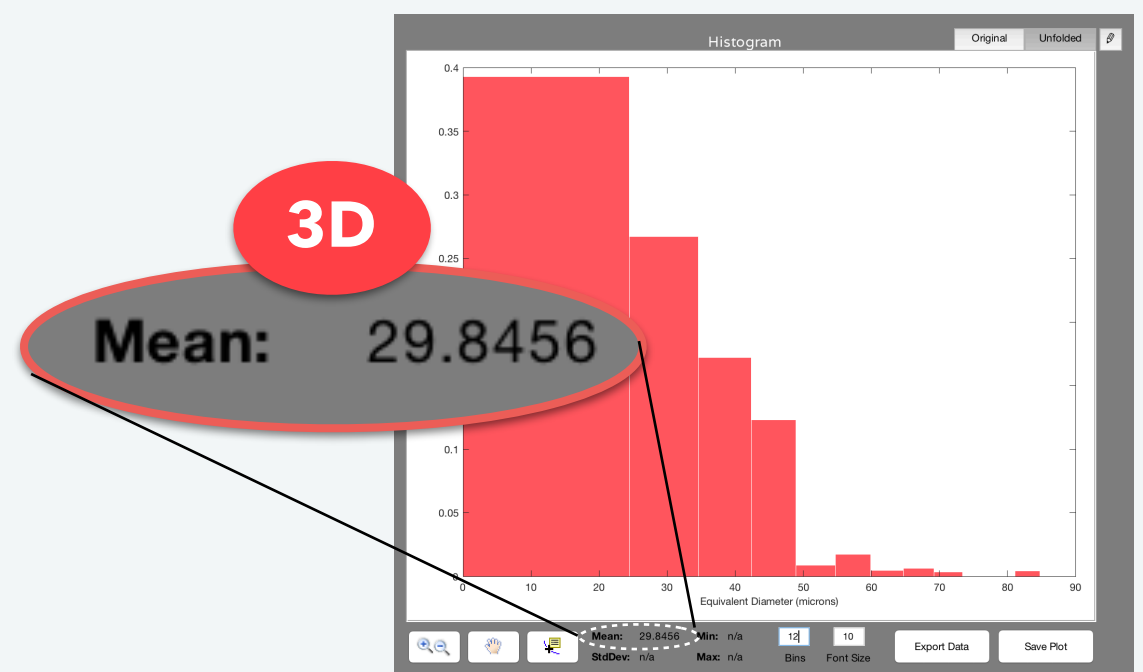 Histogram
Original
Unfolded
0.4
0.35
0.3
0.25
0.1
0.05
0
3D
Mean: 29.8456
0 10 20 30 40 50 60 70 80 90
Equivalent Diameter (microns)
Mean: 29.8456 Min: n/a 12 10 Export Data Save Plot
StdDev: n/a Max: n/a Bins Font Size